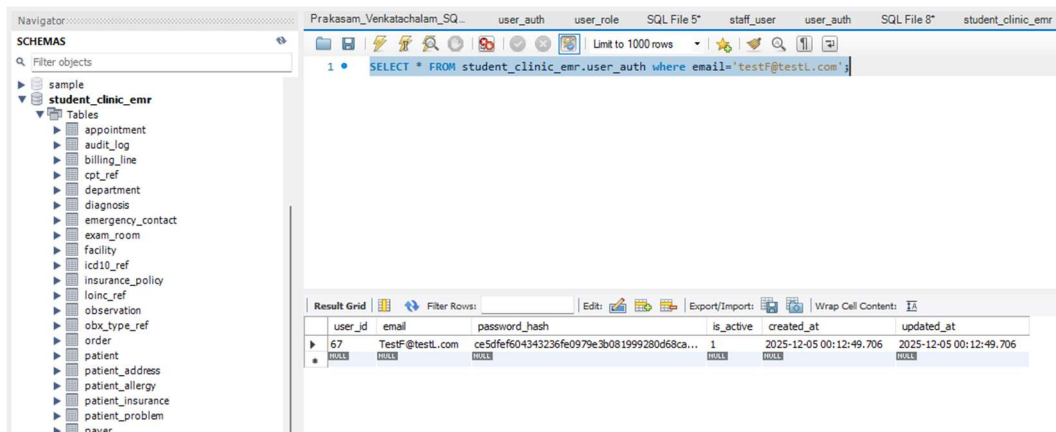 Navigator
Prakasam_Venkatachalam_SQ... user_auth user_role SQL File 5* staff_user user_auth SQL File 8* student_clinic_emr
SCHEMAS
Filter objects
Limit to 1000 rows
1 SELECT * FROM student_clinic_emr.user_auth where email='testF@testL.com';
sample
student_clinic_emr
Tables
appointment
audit_log
billing_line
cpt_ref
department
diagnosis
emergency_contact
exam_room
facility
icd10_ref
insurance_policy
loinc_ref
observation
obx_type_ref
order
patient
patient_address
patient_allergy
patient_insurance
patient_problem
payer
Result Grid Filter Rows: Edit: Export/Import: Wrap Cell Content:
user_id email password_hash is_active created_at updated_at
67 TestF@testL.com ce5dfef604343236fe0979e3b081999280d68ca... 1 2025-12-05 00:12:49.706 2025-12-05 00:12:49.706
NULL NULL NULL NULL NULL NULL